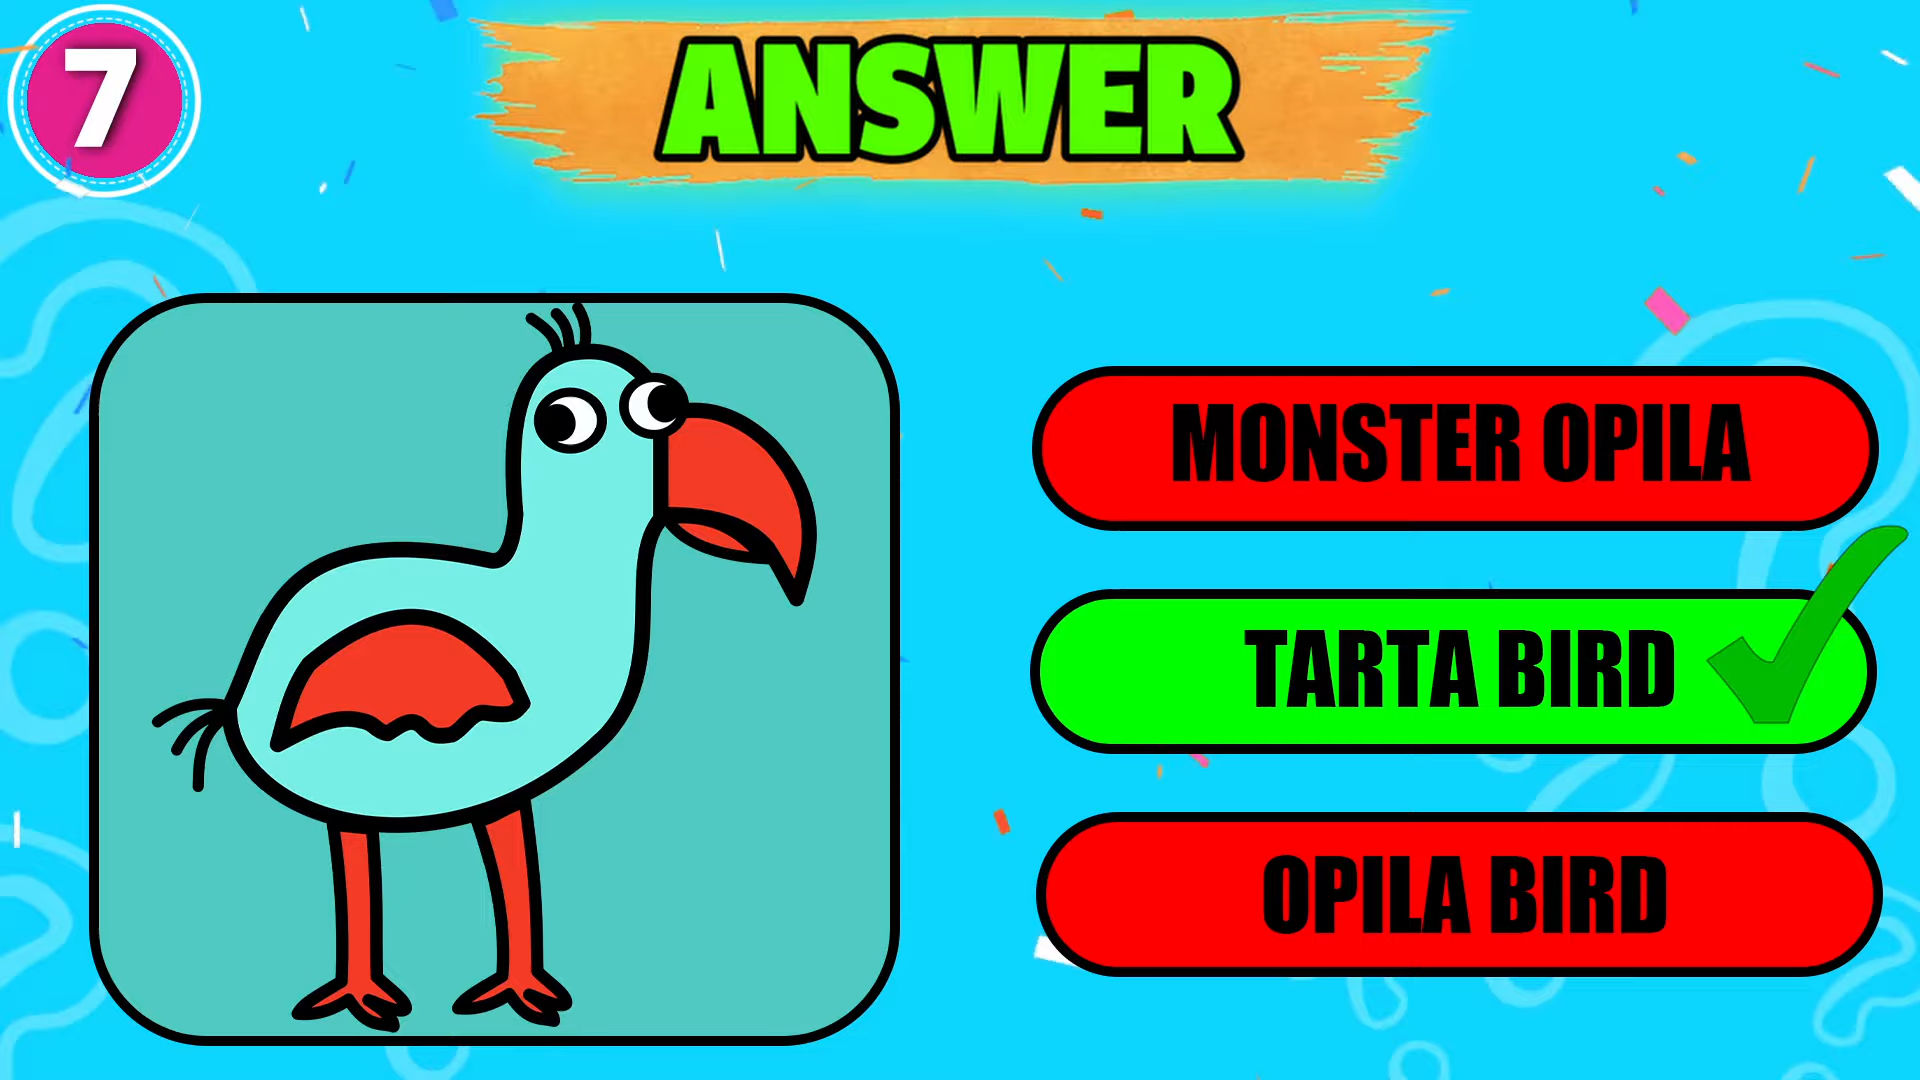 7
ANSWER
MONSTER OPILA
TARTA BIRD
OPILA BIRD